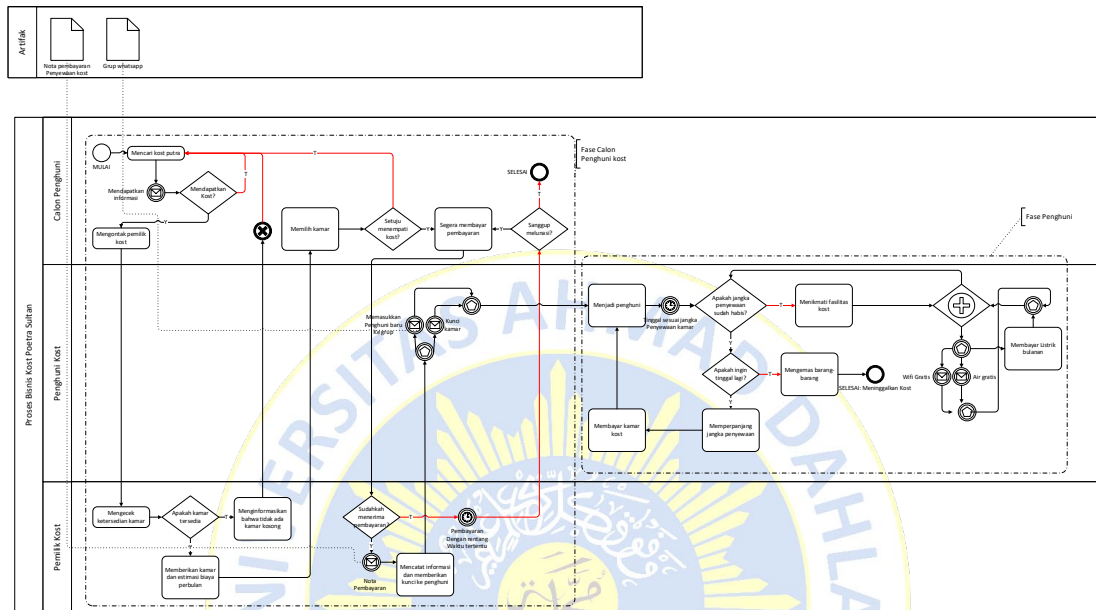 Artifak
Nota pembayaran
Penyewaan kost
Grup whatsapp
Proses Bisnis Kost Poetra Sultan
Calon Penghuni
MULAI
Mencari kost putra
Mendapatkan
informasi
Mendapatkan
Kost?
T
Y
Mengontak pemilik
kost
Memilih kamar
T
Setuju
menempati
kost?
Y
Segera membayar
pembayaran
Y
Sanggup
melunasi?
T
SELESAI
Fase Calon
Penghuni kost
Fase Penghuni
Penghuni Kost
Memasukkan
Penghuni baru
Ke grup
Kunci
kamar
Menjadi penghuni
Tinggal sesuai jangka
Penyewaan kamar
Apakah jangka
penyewaan
sudah habis?
T
Y
Menikmati fasilitas
kost
Apakah ingin
tinggal lagi?
T
Y
Mengemas barang-
barang
SELESAI: Meninggalkan Kost
Membayar kamar
kost
Memperpanjang
jangka penyewaan
Wifi Gratis
Air gratis
Membayar Listrik
bulanan
Pemilik Kost
Mengecek
ketersedian kamar
Apakah kamar
tersedia
T
Y
Menginformasikan
bahwa tidak ada
kamar kosong
Memberikan kamar
dan estimasi biaya
perbulan
Sudahkah
menerima
pembayaran?
T
Y
Pembayaran
Dengan rentang
Waktu tertentu
Nota
Pembayaran
Mencatat informasi
dan memberikan
kunci ke penghuni
ERSITAS AHMAD DAHLA